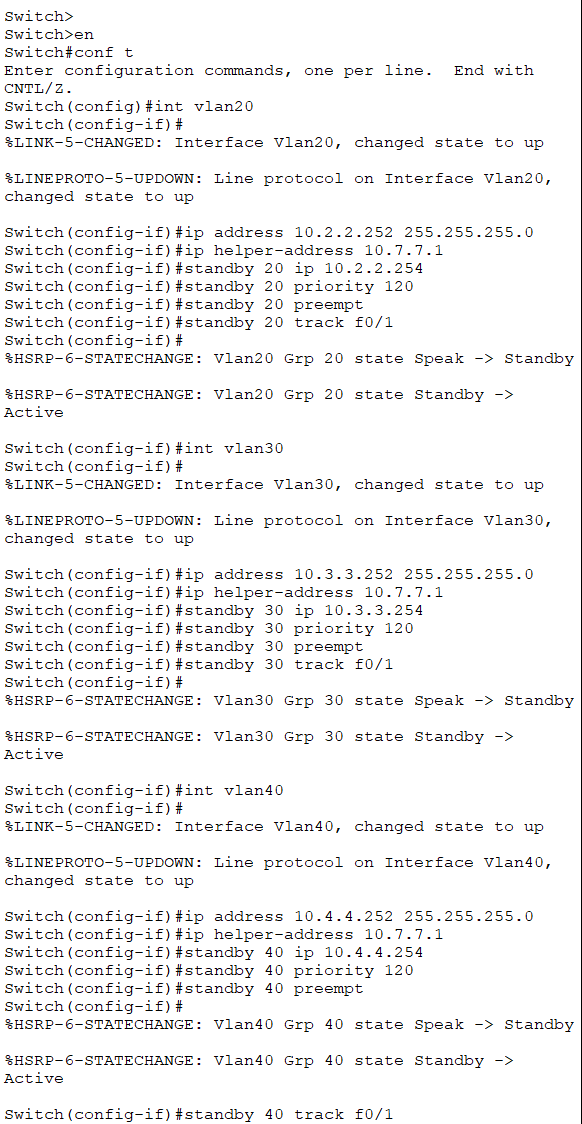 Switch>
Switch>en
Switch#conf t
Enter configuration commands, one per line.  End with
CNTL/Z.
Switch(config)#int vlan20
Switch(config-if)#
%LINK-5-CHANGED: Interface Vlan20, changed state to up
%LINEPROTO-5-UPDOWN: Line protocol on Interface Vlan20,
changed state to up
Switch(config-if)#ip address 10.2.2.252 255.255.255.0
Switch(config-if)#ip helper-address 10.7.7.1
Switch(config-if)#standby 20 ip 10.2.2.254
Switch(config-if)#standby 20 priority 120
Switch(config-if)#standby 20 preempt
Switch(config-if)#standby 20 track f0/1
Switch(config-if)#
%HSRP-6-STATECHANGE: Vlan20 Grp 20 state Speak -> Standby
%HSRP-6-STATECHANGE: Vlan20 Grp 20 state Standby ->
Active
Switch(config-if)#int vlan30
Switch(config-if)#
%LINK-5-CHANGED: Interface Vlan30, changed state to up
%LINEPROTO-5-UPDOWN: Line protocol on Interface Vlan30,
changed state to up
Switch(config-if)#ip address 10.3.3.252 255.255.255.0
Switch(config-if)#ip helper-address 10.7.7.1
Switch(config-if)#standby 30 ip 10.3.3.254
Switch(config-if)#standby 30 priority 120
Switch(config-if)#standby 30 preempt
Switch(config-if)#standby 30 track f0/1
Switch(config-if)#
%HSRP-6-STATECHANGE: Vlan30 Grp 30 state Speak -> Standby
%HSRP-6-STATECHANGE: Vlan30 Grp 30 state Standby ->
Active
Switch(config-if)#int vlan40
Switch(config-if)#
%LINK-5-CHANGED: Interface Vlan40, changed state to up
%LINEPROTO-5-UPDOWN: Line protocol on Interface Vlan40,
changed state to up
Switch(config-if)#ip address 10.4.4.252 255.255.255.0
Switch(config-if)#ip helper-address 10.7.7.1
Switch(config-if)#standby 40 ip 10.4.4.254
Switch(config-if)#standby 40 priority 120
Switch(config-if)#standby 40 preempt
Switch(config-if)#
%HSRP-6-STATECHANGE: Vlan40 Grp 40 state Speak -> Standby
%HSRP-6-STATECHANGE: Vlan40 Grp 40 state Standby ->
Active
Switch(config-if)#standby 40 track f0/1